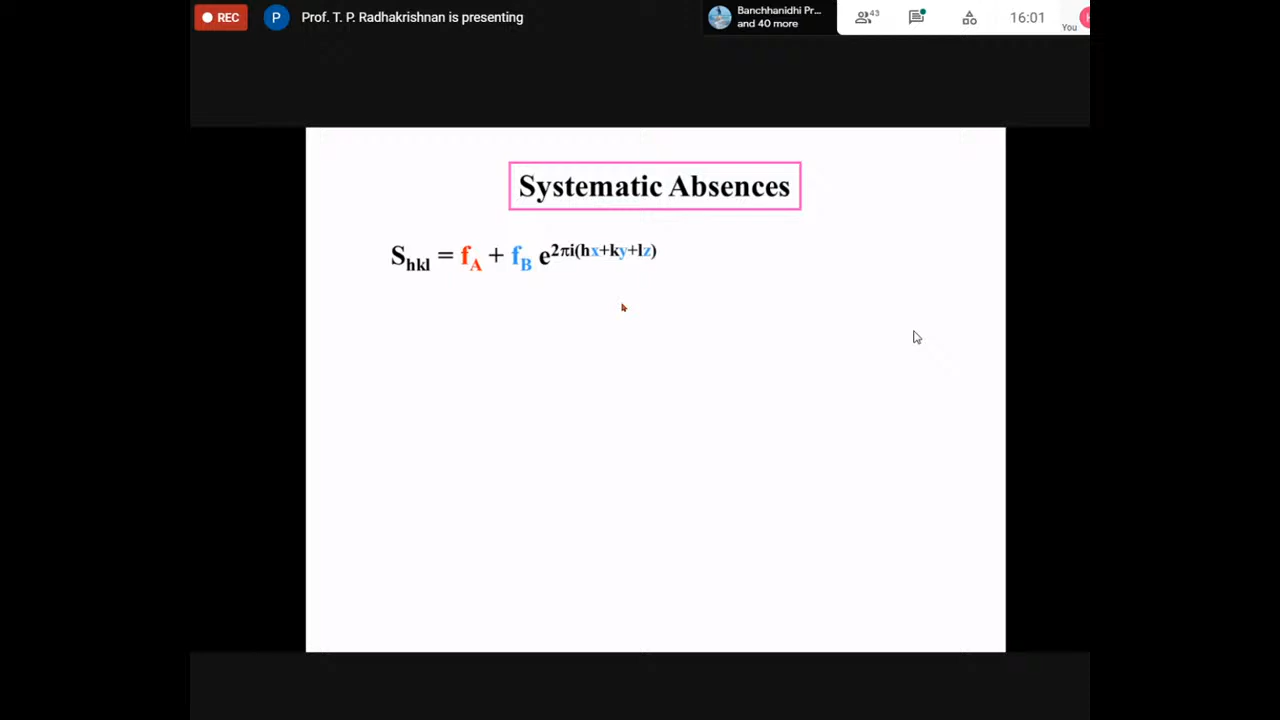 REC
P
Prof. T. P. Radhakrishnan is presenting
Banchhanidhi Pr...
and 40 more
43
16:01
You
Systematic Absences
S_hkl = f_A + f_B e^2πi(hx+ky+lz)